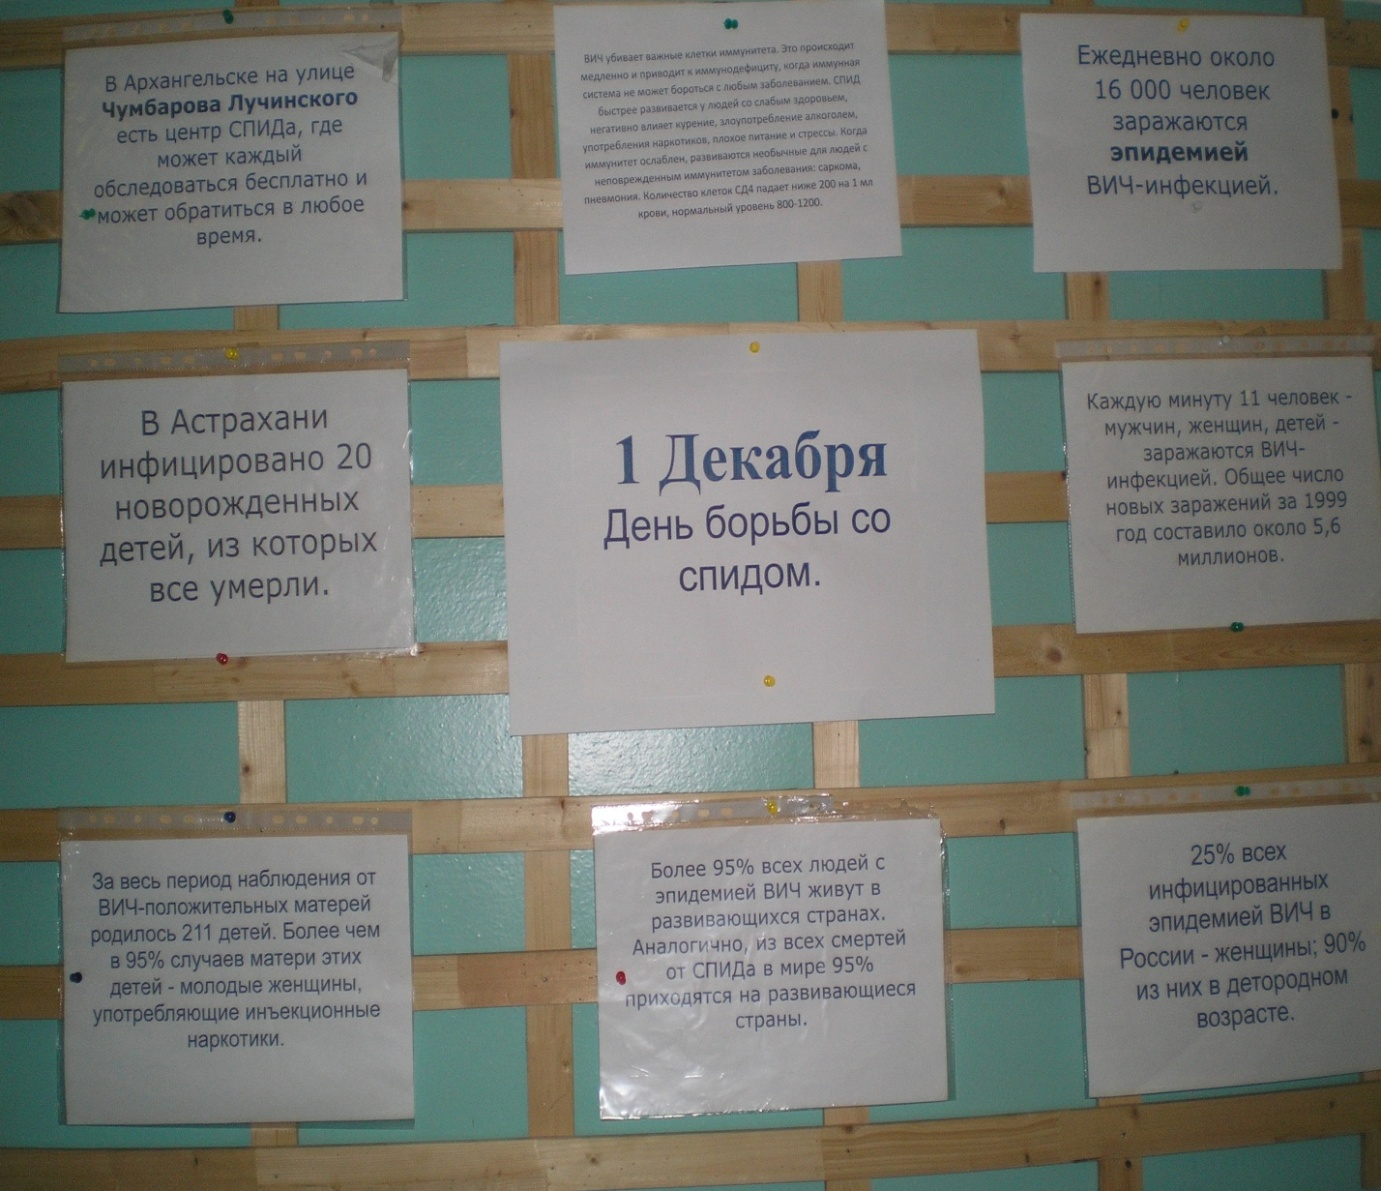 В Архангельске на улице
Чумбарова Лучинского
есть центр СПИДа, где
может каждый
обследоваться бесплатно и
может обратиться в любое
время.
ВИЧ убивает важные клетки иммунитета. Это происходит
медленно и приводит к иммунодефициту, когда иммунная
система не может бороться с любым заболеванием. СПИД
быстрее развивается у людей со слабым здоровьем,
негативно влияет курение, злоупотребление алкоголем,
употребления наркотиков, плохое питание и стрессы. Когда
иммунитет ослаблен, развиваются необычные для людей с
неповрежденным иммунитетом заболевания: саркома,
пневмония. Количество клеток СД4 падает ниже 200 на 1 мл
крови, нормальный уровень 800-1200.
Ежедневно около
16 000 человек
заражаются
эпидемией
ВИЧ-инфекцией.
В Астрахани
инфицировано 20
новорожденных
детей, из которых
все умерли.
1 Декабря
День борьбы со
спидом.
Каждую минуту 11 человек -
мужчин, женщин, детей -
заражаются ВИЧ-
инфекцией. Общее число
новых заражений за 1999
год составило около 5,6
миллионов.
За весь период наблюдения от
ВИЧ-положительных матерей
родилось 211 детей. Более чем
в 95% случаев матери этих
детей - молодые женщины,
употребляющие инъекционные
наркотики.
Более 95% всех людей с
эпидемией ВИЧ живут в
развивающихся странах.
Аналогично, из всех смертей
от СПИДа в мире 95%
приходятся на развивающиеся
страны.
25% всех
инфицированных
эпидемией ВИЧ в
России - женщины; 90%
из них в детородном
возрасте.